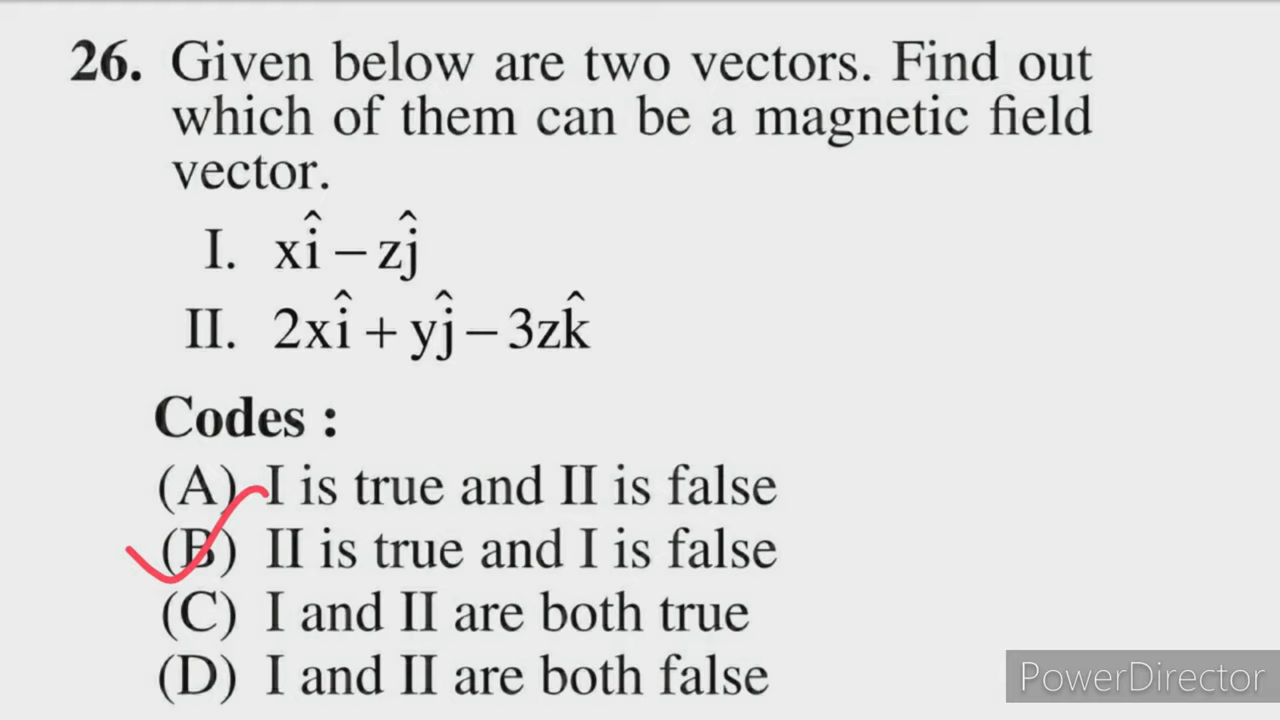 26. Given below are two vectors. Find out
which of them can be a magnetic field
vector.
I. xî – zĵ
II. 2xî + yĵ – 3zk̂
Codes :
(A) I is true and II is false
(B) II is true and I is false
(C) I and II are both true
(D) I and II are both false
PowerDirector